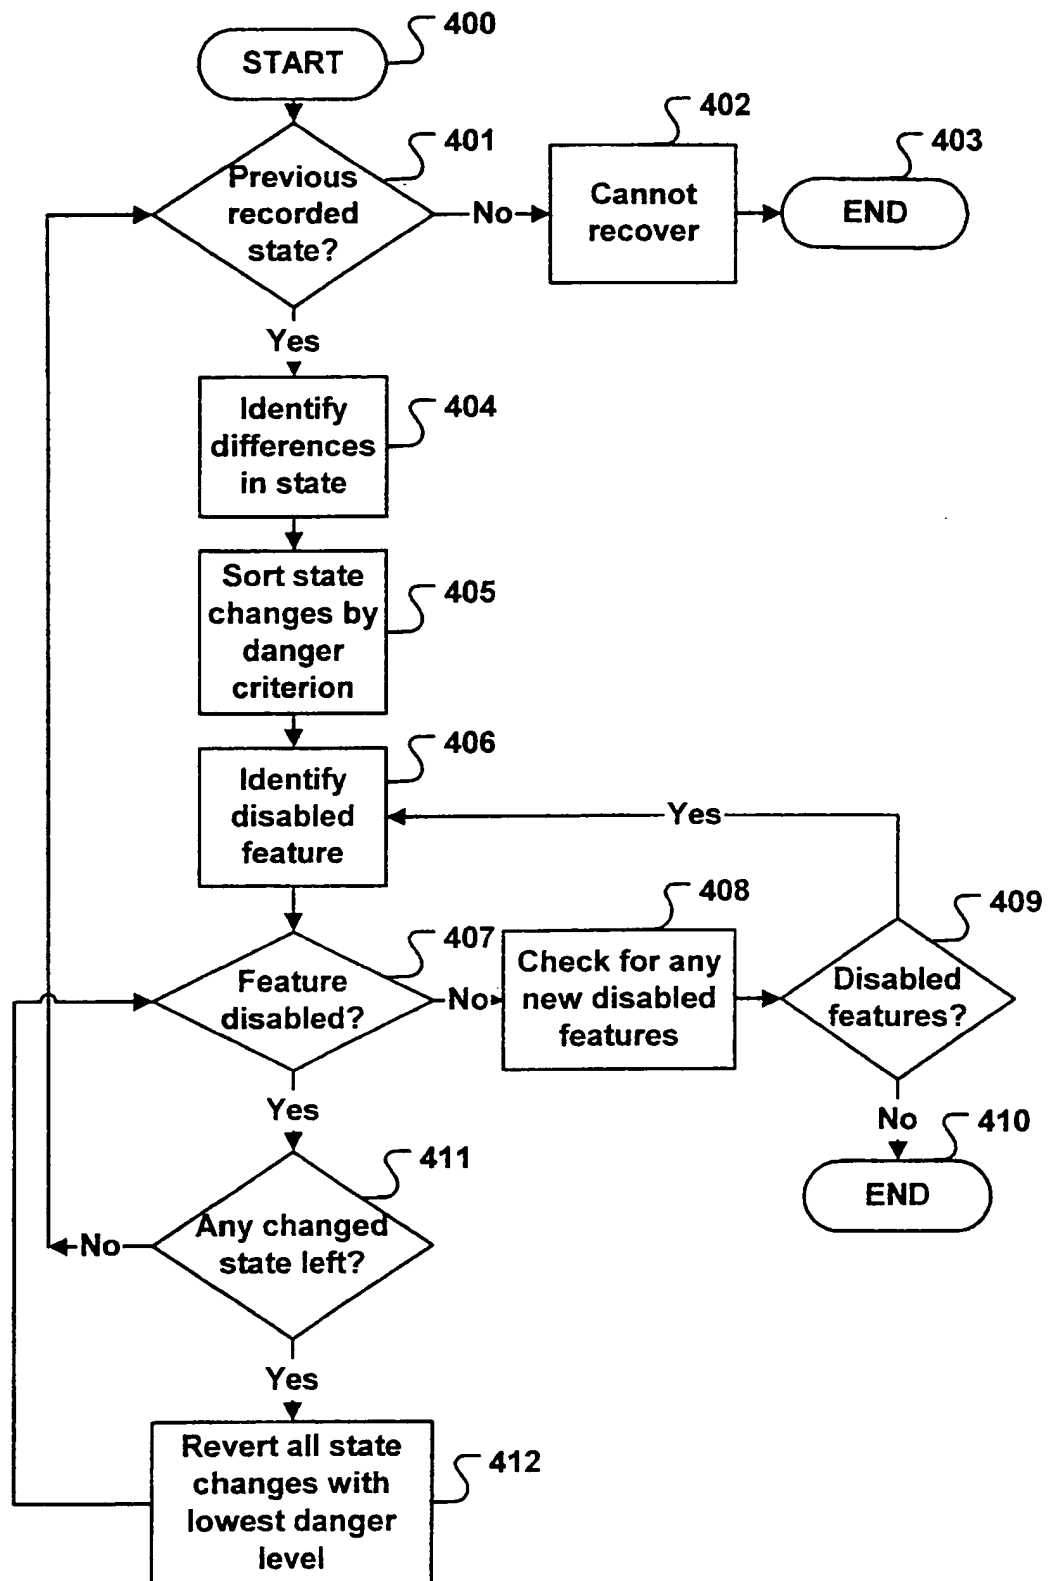 400
START
401
Previous
recorded
state?
No
402
Cannot
recover
403
END
Yes
Identify
differences
in state
404
Sort state
changes by
danger
criterion
405
406
Identify
disabled
feature
Yes
407
Feature
disabled?
No
408
Check for any
new disabled
features
409
Disabled
features?
No
410
END
Yes
411
Any changed
state left?
No
Yes
Revert all state
changes with
lowest danger
level
412